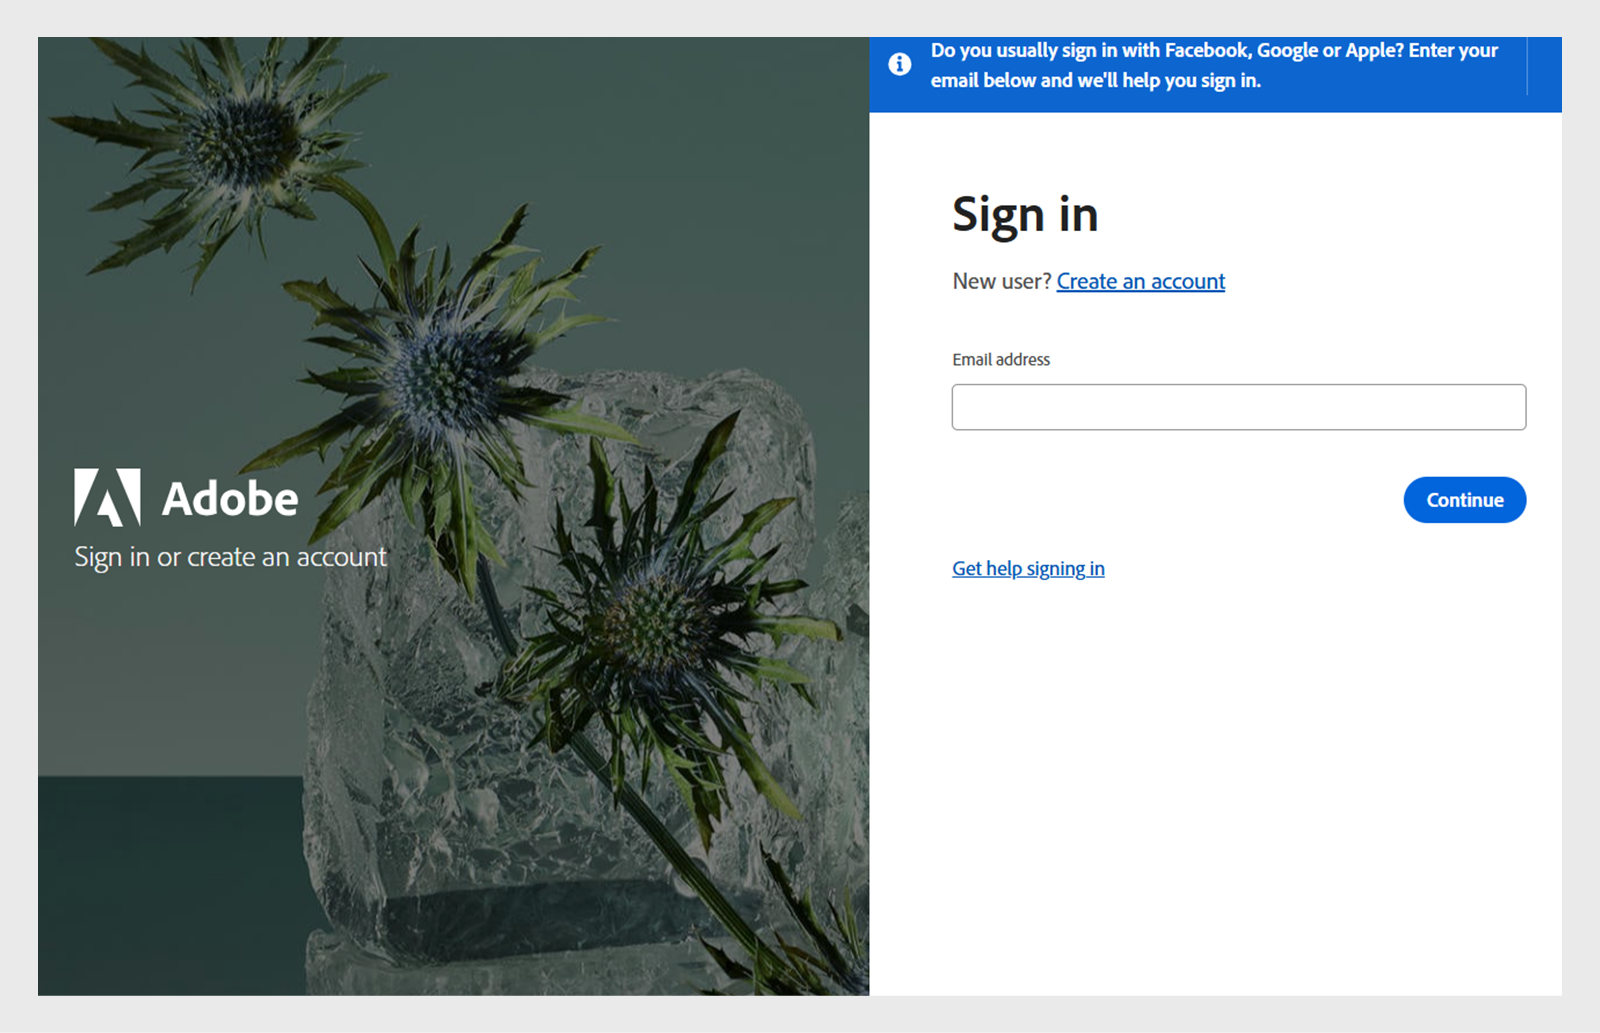 Do you usually sign in with Facebook, Google or Apple? Enter your
email below and we'll help you sign in.
Adobe
Sign in or create an account
Sign in
New user? Create an account
Email address
Continue
Get help signing in